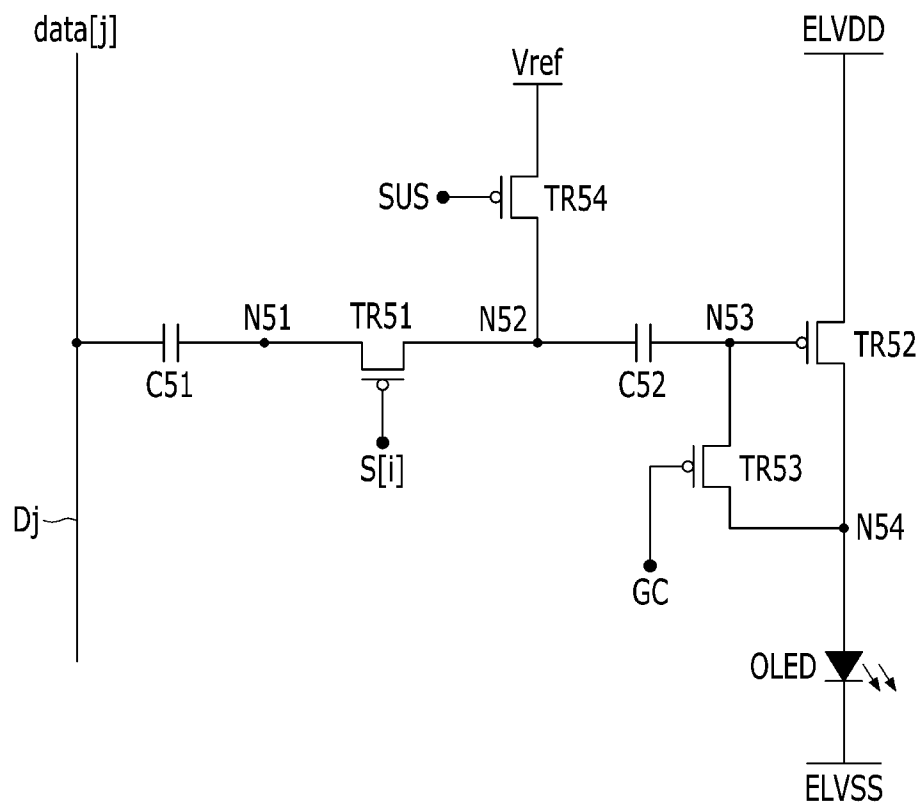 data[j]
ELVDD
Vref
SUS
TR54
N51
TR51
N52
N53
TR52
C51
C52
S[i]
TR53
Dj
N54
GC
OLED
ELVSS